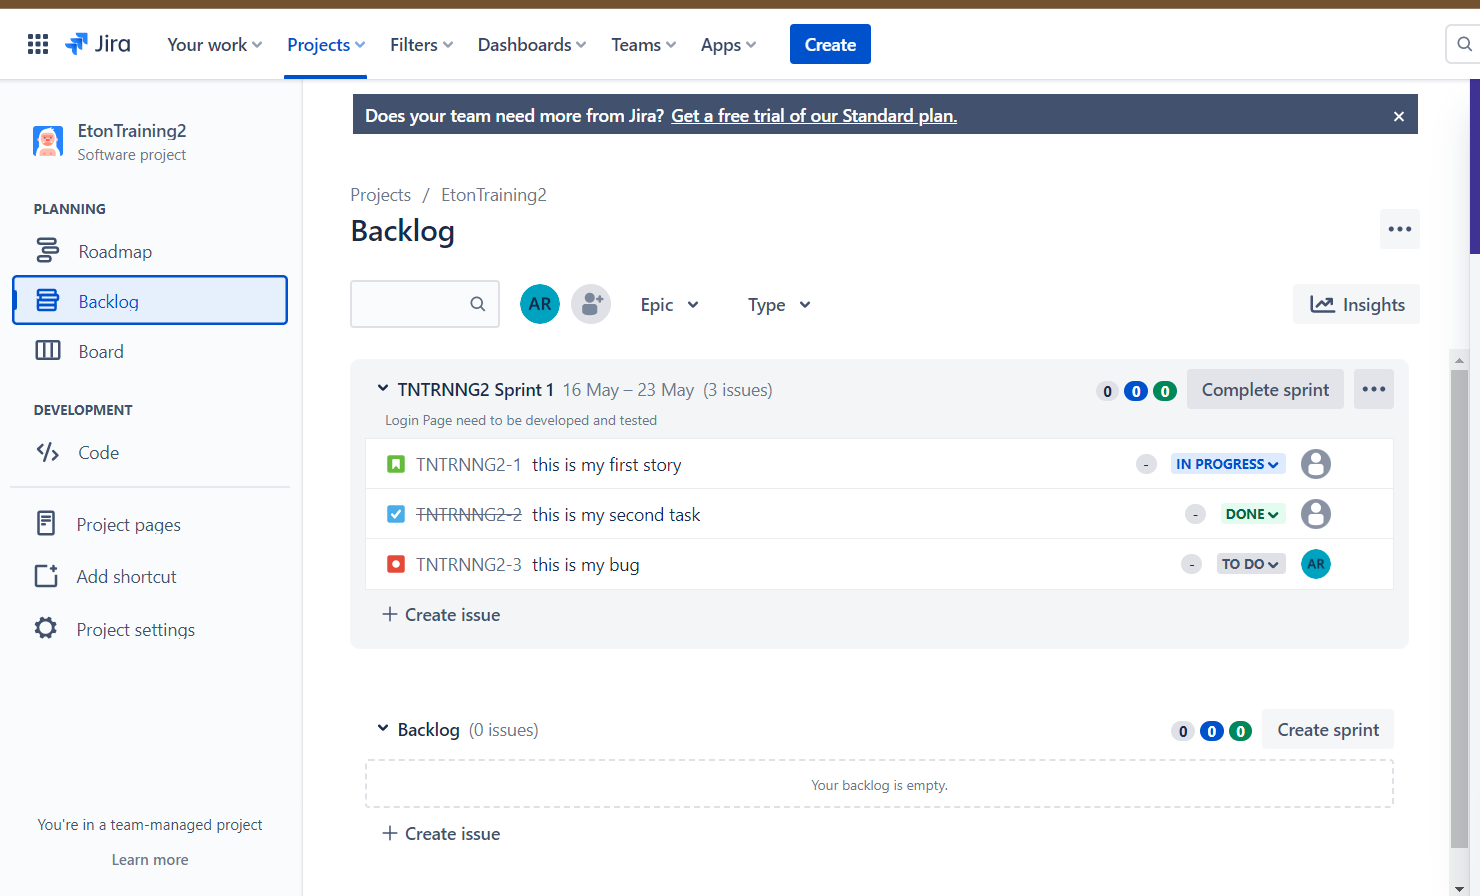 Jira Your work Projects Filters Dashboards Teams Apps Create
Does your team need more from Jira? Get a free trial of our Standard plan.
EtonTraining2
Software project
PLANNING
Roadmap
Backlog
Board
DEVELOPMENT
Code
Project pages
Add shortcut
Project settings
You're in a team-managed project
Learn more
Projects / EtonTraining2
Backlog
AR Epic Type Insights
TNTRNNG2 Sprint 1 16 May – 23 May (3 issues) 0 0 0 Complete sprint
Login Page need to be developed and tested
TNTRNNG2-1 this is my first story - IN PROGRESS
TNTRNNG2-2 this is my second task - DONE
TNTRNNG2-3 this is my bug - TO DO AR
+ Create issue
Backlog (0 issues) 0 0 0 Create sprint
Your backlog is empty.
+ Create issue